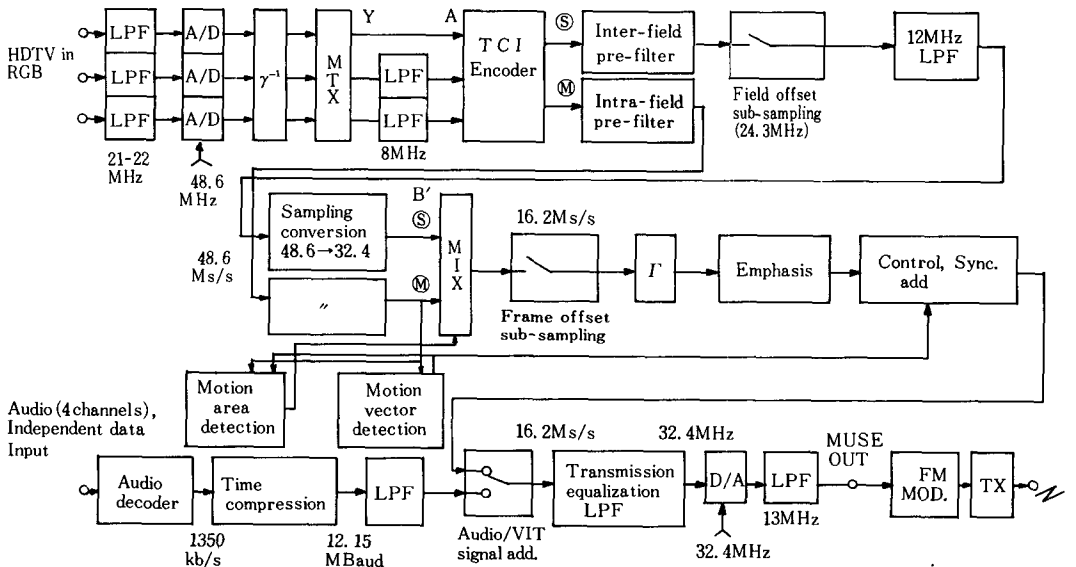 HDTV in
RGB
LPF
LPF
LPF
21-22
MHz
A/D
A/D
A/D
48.6
MHz
γ⁻¹
MTX
Y
LPF
LPF
8MHz
A
TCI
Encoder
Ⓢ
Ⓜ
Inter-field
pre-filter
Intra-field
pre-filter
Field offset
sub-sampling
(24.3MHz)
12MHz
LPF
48.6
Ms/s
Sampling
conversion
48.6→32.4
〃
B′
Ⓢ
Ⓜ
MIX
16.2Ms/s
Frame offset
sub-sampling
Γ
Emphasis
Control, Sync.
add
Motion
area
detection
Motion
vector
detection
Audio (4 channels),
Independent data
Input
Audio
decoder
1350
kb/s
Time
compression
LPF
12.15
MBaud
Audio/VIT
signal add.
16.2Ms/s
Transmission
equalization
LPF
32.4MHz
D/A
32.4MHz
LPF
13MHz
MUSE
OUT
FM
MOD.
TX